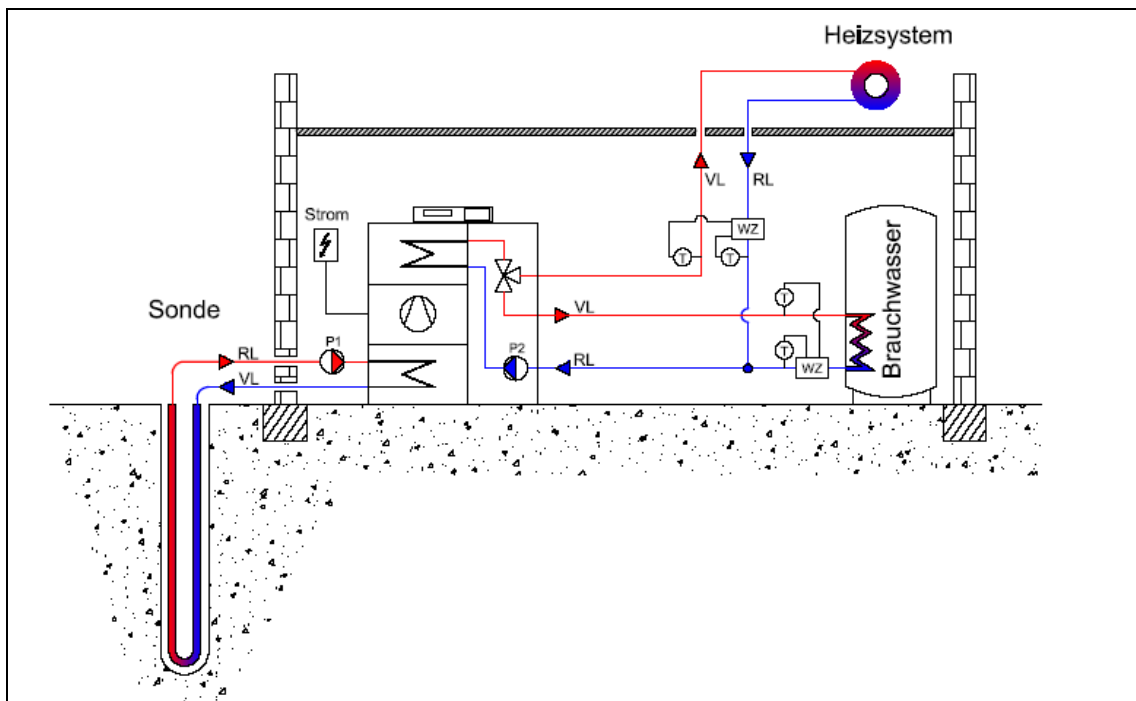 Heizsystem
VL
RL
Strom
WZ
T
T
Sonde
T
VL
Brauchwasser
RL
P1
P2
RL
T
WZ
VL